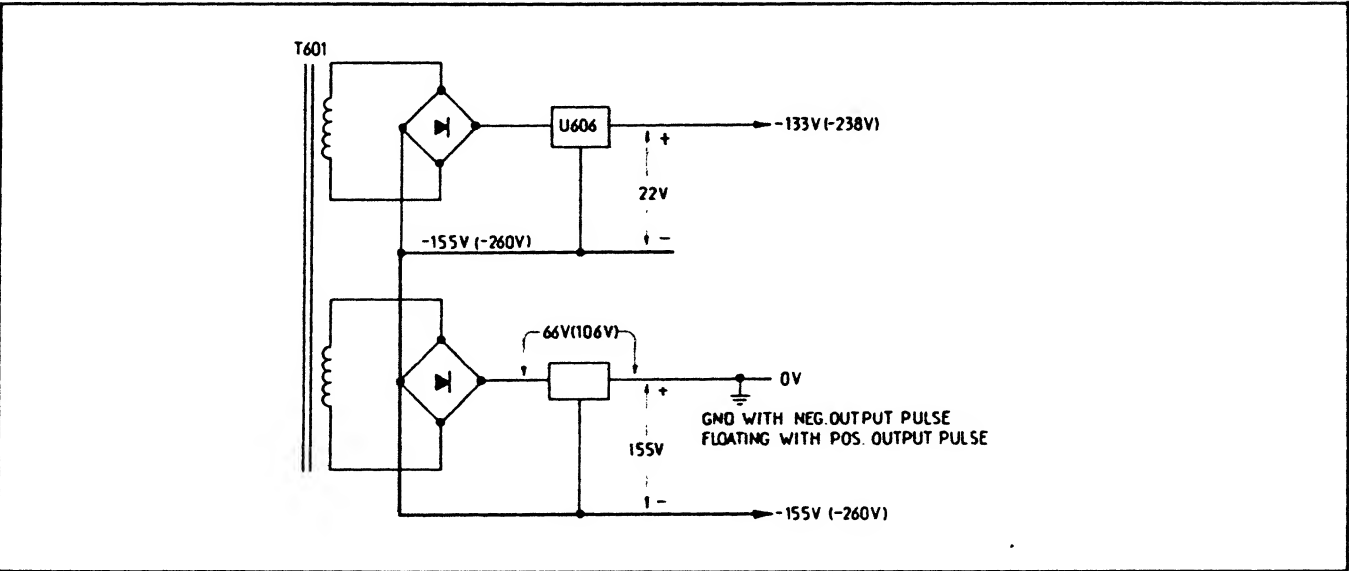 T601
U606
-133V(-238V)
+
22V
-
-155V (-260V)
66V(106V)
0V
+
GND WITH NEG.OUTPUT PULSE
FLOATING WITH POS. OUTPUT PULSE
155V
-
-155V (-260V)